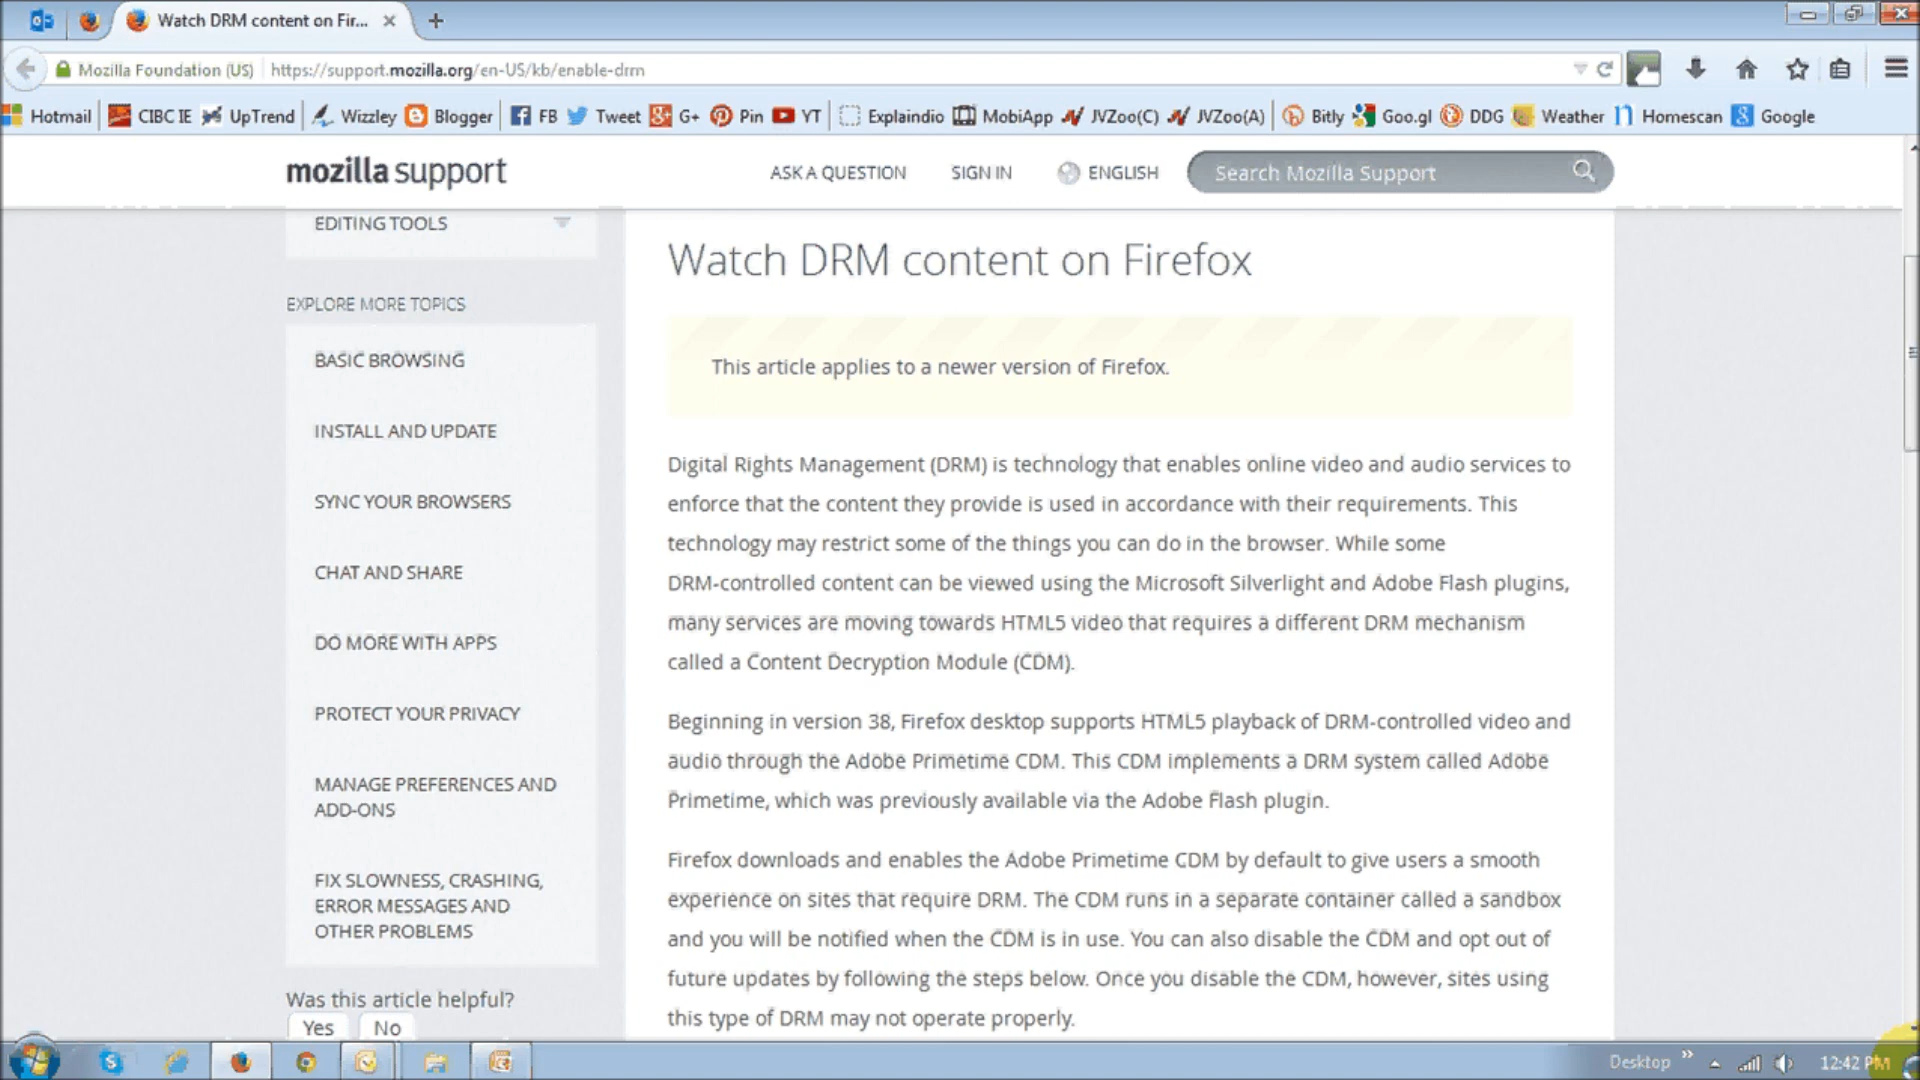 Watch DRM content on Fir...
Mozilla Foundation (US) https://support.mozilla.org/en-US/kb/enable-drm
Hotmail CIBC IE UpTrend Wizzley Blogger FB Tweet G+ Pin YT Explaindio MobiApp JVZoo(C) JVZoo(A) Bitly Goo.gl DDG Weather Homescan Google
mozilla support ASK A QUESTION SIGN IN ENGLISH Search Mozilla Support
EDITING TOOLS
EXPLORE MORE TOPICS
BASIC BROWSING
INSTALL AND UPDATE
SYNC YOUR BROWSERS
CHAT AND SHARE
DO MORE WITH APPS
PROTECT YOUR PRIVACY
MANAGE PREFERENCES AND
ADD-ONS
FIX SLOWNESS, CRASHING,
ERROR MESSAGES AND
OTHER PROBLEMS
Was this article helpful?
Yes No
Watch DRM content on Firefox
This article applies to a newer version of Firefox.
Digital Rights Management (DRM) is technology that enables online video and audio services to
enforce that the content they provide is used in accordance with their requirements. This
technology may restrict some of the things you can do in the browser. While some
DRM-controlled content can be viewed using the Microsoft Silverlight and Adobe Flash plugins,
many services are moving towards HTML5 video that requires a different DRM mechanism
called a Content Decryption Module (CDM).
Beginning in version 38, Firefox desktop supports HTML5 playback of DRM-controlled video and
audio through the Adobe Primetime CDM. This CDM implements a DRM system called Adobe
Primetime, which was previously available via the Adobe Flash plugin.
Firefox downloads and enables the Adobe Primetime CDM by default to give users a smooth
experience on sites that require DRM. The CDM runs in a separate container called a sandbox
and you will be notified when the CDM is in use. You can also disable the CDM and opt out of
future updates by following the steps below. Once you disable the CDM, however, sites using
this type of DRM may not operate properly.
Desktop 12:42 PM